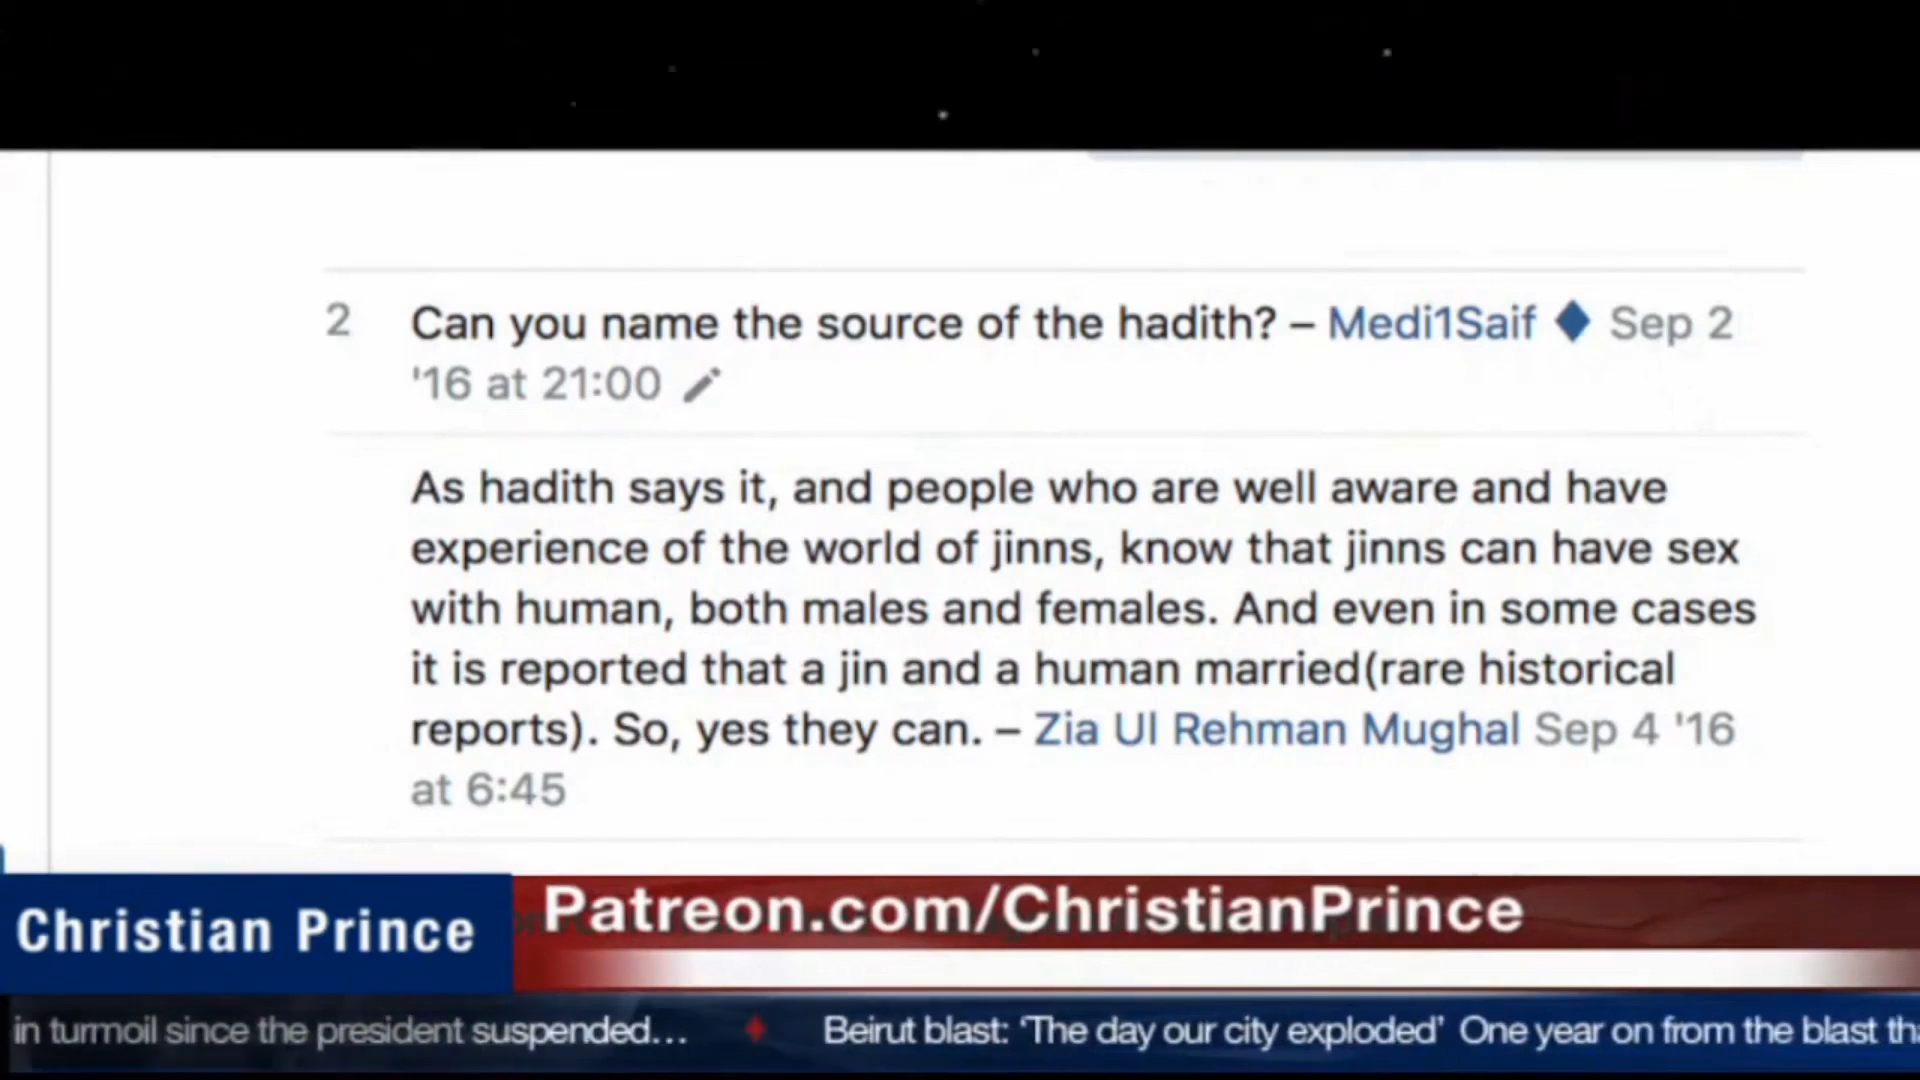 2 Can you name the source of the hadith? – Medi1Saif ♦ Sep 2
'16 at 21:00
As hadith says it, and people who are well aware and have
experience of the world of jinns, know that jinns can have sex
with human, both males and females. And even in some cases
it is reported that a jin and a human married(rare historical
reports). So, yes they can. – Zia Ul Rehman Mughal Sep 4 '16
at 6:45
Christian Prince
Patreon.com/ChristianPrince
in turmoil since the president suspended... ♦ Beirut blast: 'The day our city exploded' One year on from the blast tha